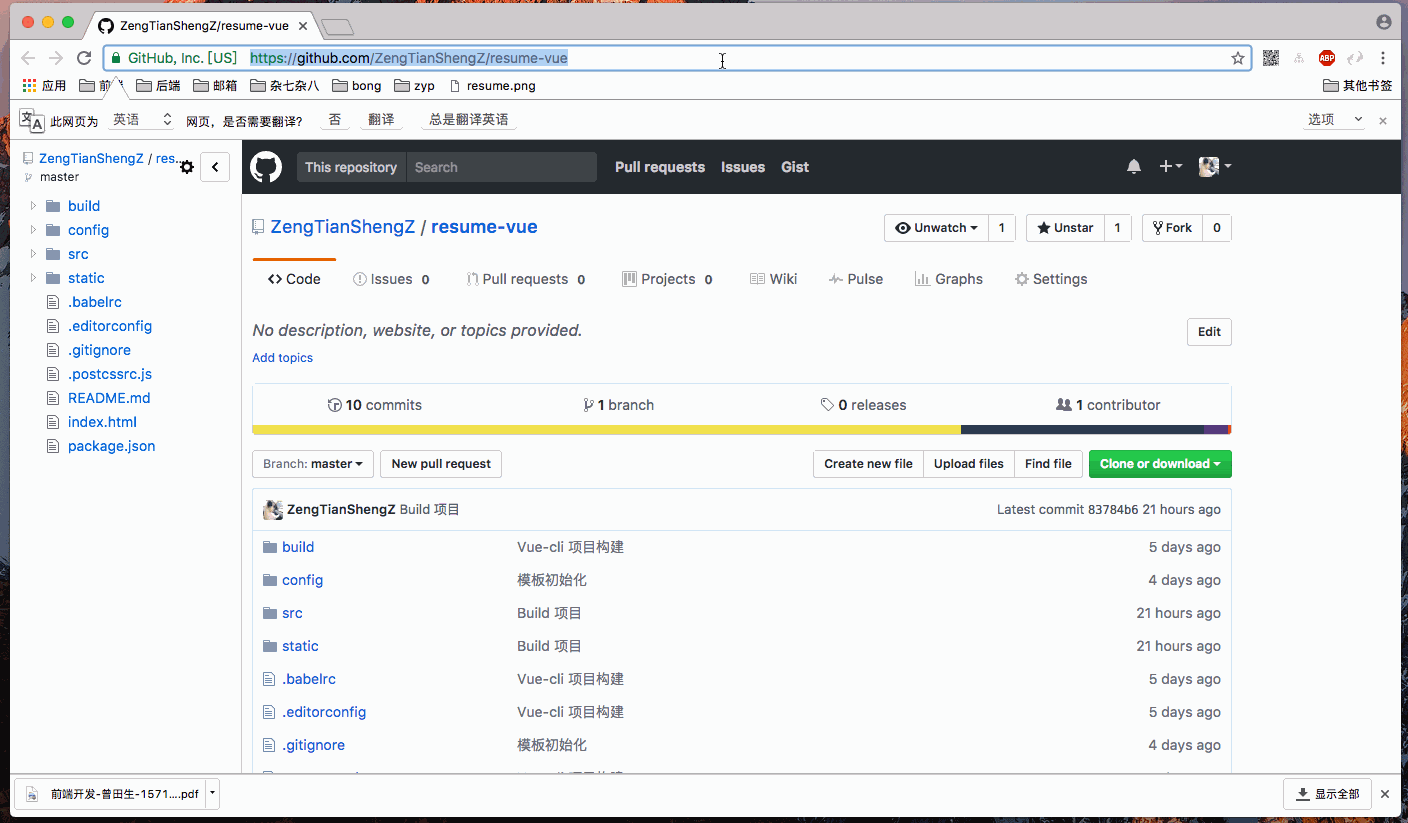 ZengTianShengZ/resume-vue
GitHub, Inc. [US] https://github.com/ZengTianShengZ/resume-vue
ABP
应用 后端 邮箱 杂七杂八 bong zyp resume.png 其他书签
此网页为 英语 网页，是否需要翻译? 否 翻译 总是翻译英语 选项
ZengTianShengZ / res...
master
build
config
src
static
.babelrc
.editorconfig
.gitignore
.postcssrc.js
README.md
index.html
package.json
This repository Search Pull requests Issues Gist
ZengTianShengZ / resume-vue
Unwatch 1 Unstar 1 Fork 0
Code Issues 0 Pull requests 0 Projects 0 Wiki Pulse Graphs Settings
No description, website, or topics provided. Edit
Add topics
10 commits 1 branch 0 releases 1 contributor
Branch: master New pull request Create new file Upload files Find file Clone or download
ZengTianShengZ Build 项目 Latest commit 83784b6 21 hours ago
build Vue-cli 项目构建 5 days ago
config 模板初始化 4 days ago
src Build 项目 21 hours ago
static Build 项目 21 hours ago
.babelrc Vue-cli 项目构建 5 days ago
.editorconfig Vue-cli 项目构建 5 days ago
.gitignore 模板初始化 4 days ago
前端开发-曾田生-1571....pdf 显示全部